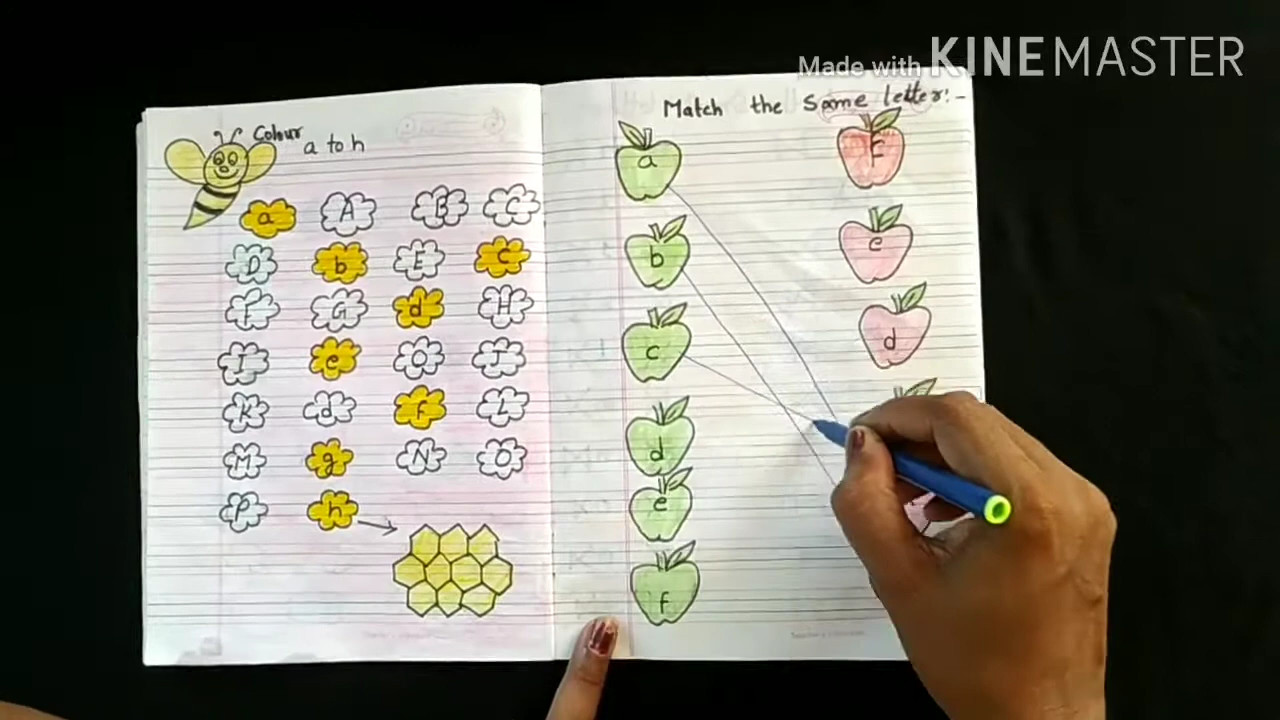 Made with KINEMASTER
Colour
a to h
a A B C
D b E c
F G d H
I e O J
K d f L
M g N O
P h
Match the same letter:-
a f
b e
c d
d
e
f